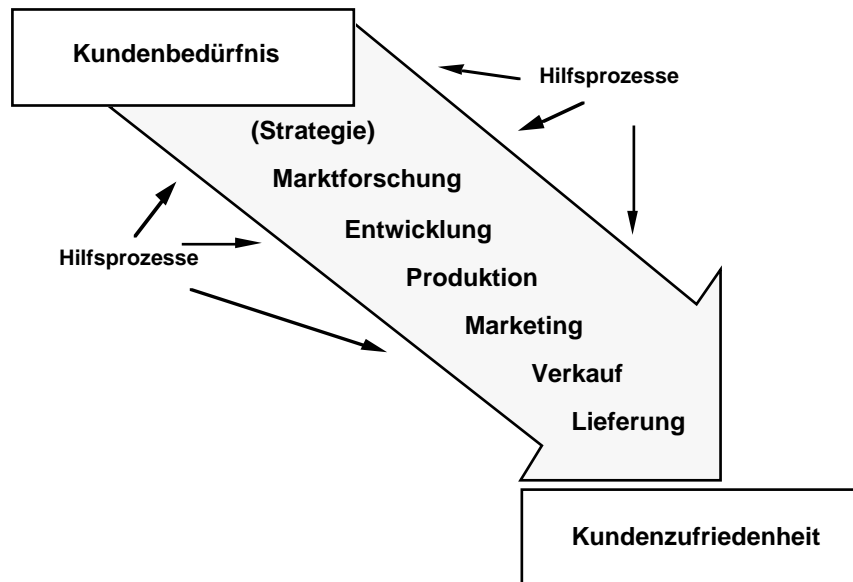 Kundenbedürfnis
Hilfsprozesse
(Strategie)
Marktforschung
Entwicklung
Hilfsprozesse
Produktion
Marketing
Verkauf
Lieferung
Kundenzufriedenheit